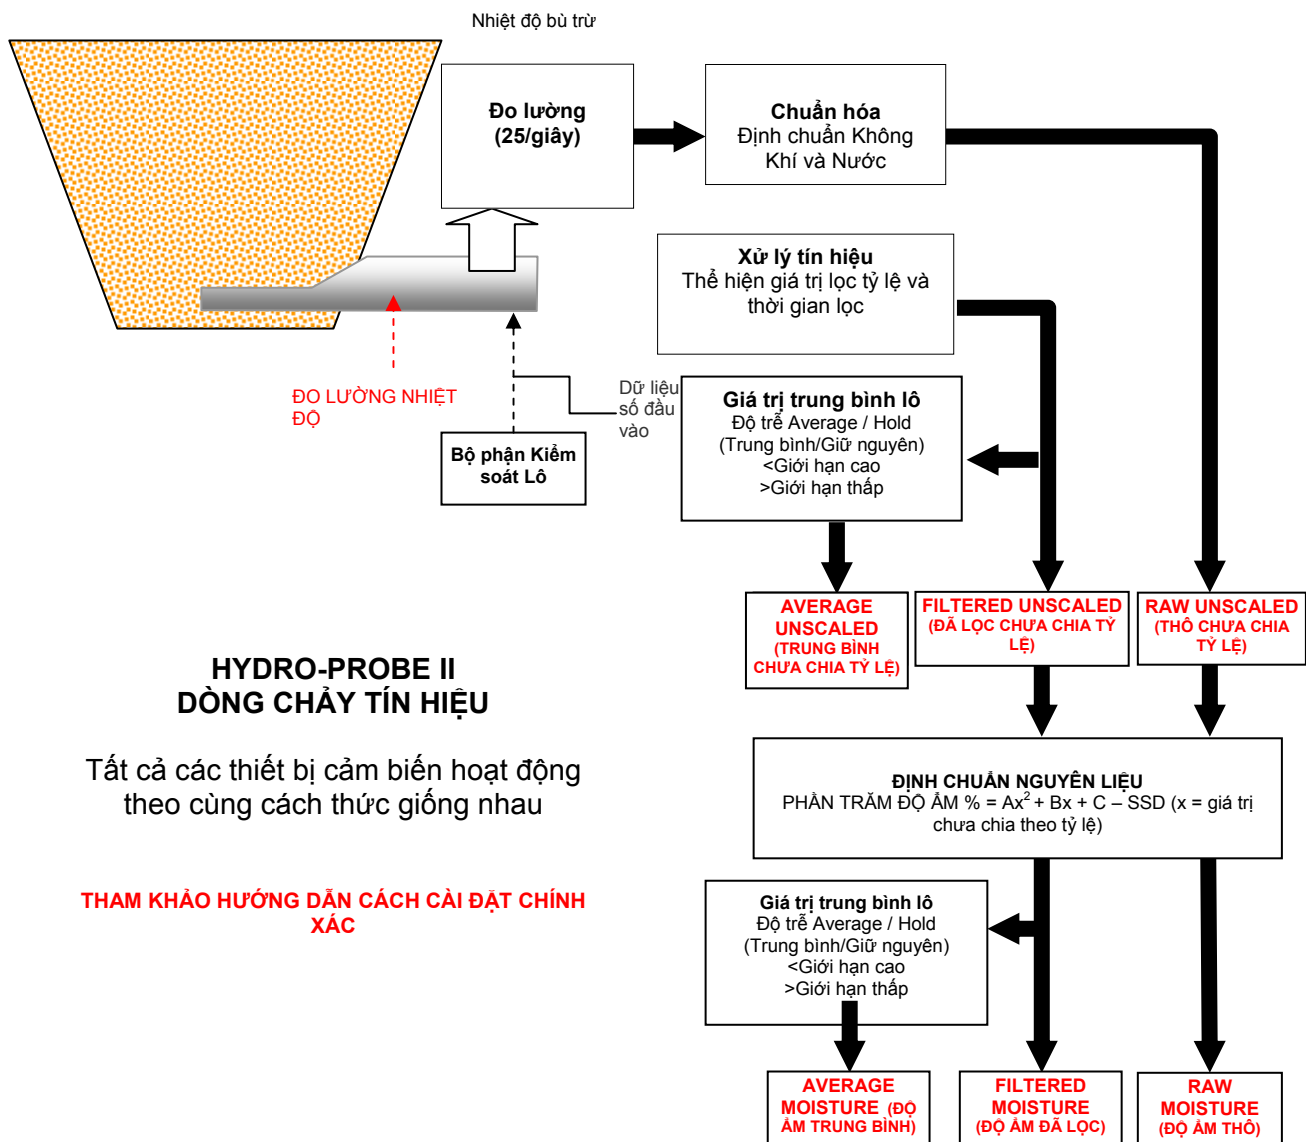 Nhiệt độ bù trừ
Đo lường
(25/giây)
Chuẩn hóa
Định chuẩn Không
Khí và Nước
Xử lý tín hiệu
Thể hiện giá trị lọc tỷ lệ và
thời gian lọc
ĐO LƯỜNG NHIỆT
ĐỘ
Dữ liệu
số đầu
vào
Bộ phận Kiểm
soát Lô
Giá trị trung bình lô
Độ trễ Average / Hold
(Trung bình/Giữ nguyên)
<Giới hạn cao
>Giới hạn thấp
AVERAGE
UNSCALED
(TRUNG BÌNH
CHƯA CHIA TỶ LỆ)
FILTERED UNSCALED
(ĐÃ LỌC CHƯA CHIA TỶ
LỆ)
RAW UNSCALED
(THÔ CHƯA CHIA
TỶ LỆ)
HYDRO-PROBE II
DÒNG CHẢY TÍN HIỆU
Tất cả các thiết bị cảm biến hoạt động
theo cùng cách thức giống nhau
THAM KHẢO HƯỚNG DẪN CÁCH CÀI ĐẶT CHÍNH
XÁC
ĐỊNH CHUẨN NGUYÊN LIỆU
PHẦN TRĂM ĐỘ ẨM % = Ax² + Bx + C – SSD (x = giá trị
chưa chia theo tỷ lệ)
Giá trị trung bình lô
Độ trễ Average / Hold
(Trung bình/Giữ nguyên)
<Giới hạn cao
>Giới hạn thấp
AVERAGE
MOISTURE (ĐỘ
ẨM TRUNG BÌNH)
FILTERED
MOISTURE
(ĐỘ ẨM ĐÃ LỌC)
RAW
MOISTURE
(ĐỘ ẨM THÔ)